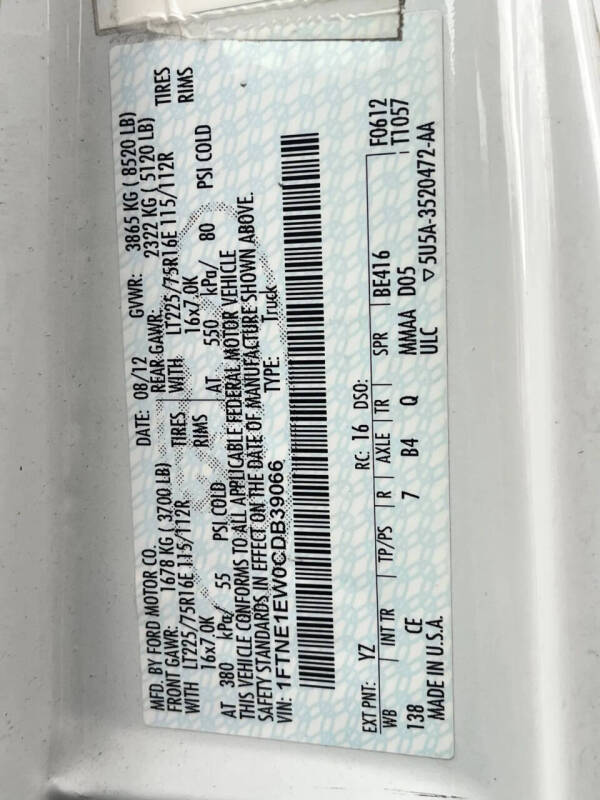 MFD. BY FORD MOTOR CO.
DATE: 08/12 GVWR: 3865 KG ( 8520 LB)
FRONT GAWR: 1678 KG ( 3700 LB) REAR GAWR: 2322 KG ( 5120 LB)
WITH LT225/75R16E 115/112R TIRES WITH LT225/75R16E 115/112R TIRES
16x7.0K RIMS 16x7.0K RIMS
AT 380 kPa/ 55 PSI COLD AT 550 kPa/ 80 PSI COLD
THIS VEHICLE CONFORMS TO ALL APPLICABLE FEDERAL MOTOR VEHICLE
SAFETY STANDARDS IN EFFECT ON THE DATE OF MANUFACTURE SHOWN ABOVE.
VIN: 1FTNE1EW0CDB39066 TYPE: Truck
F0612
T1057
EXT PNT: YZ RC: 16 DSO: SPR BE416
WB INT TR TP/PS R AXLE TR MMAA D05
138 CE 7 B4 Q ULC
MADE IN U.S.A. ▽5U5A-3520472-AA